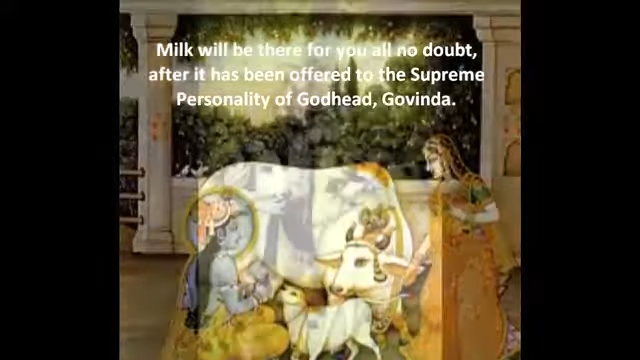 Milk will be there for you all no doubt,
after it has been offered to the Supreme
Personality of Godhead, Govinda.